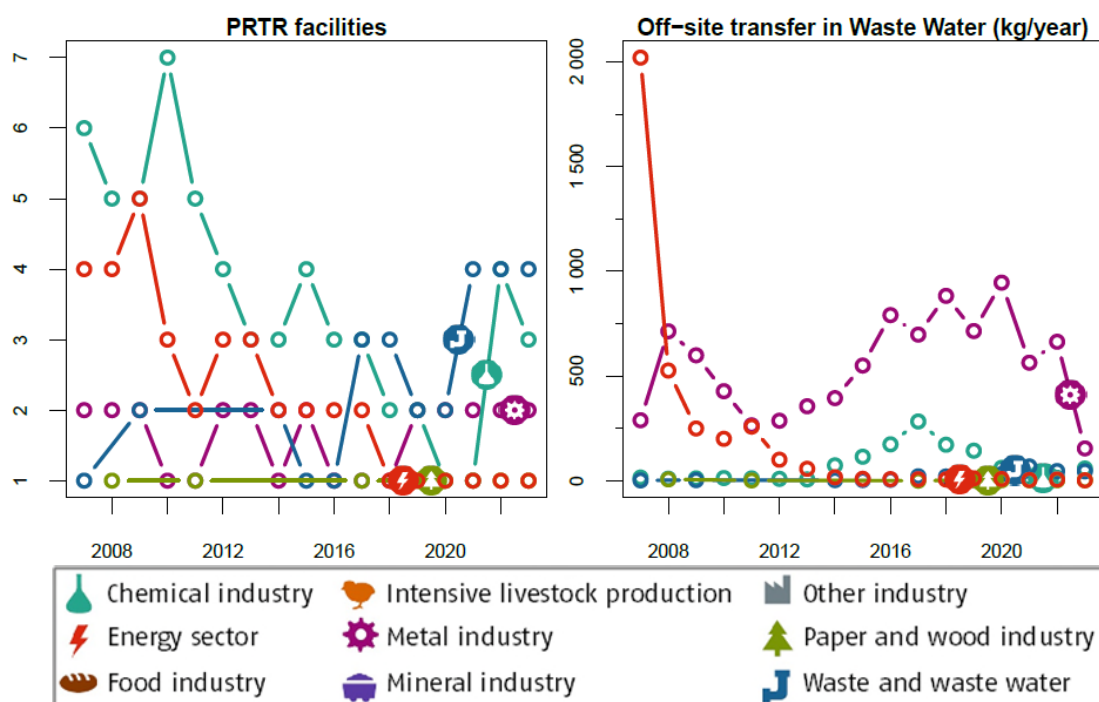 PRTR facilities
Off−site transfer in Waste Water (kg/year)
7
6
5
4
3
2
1
2 000
1 500
1 000
500
0
2008 2012 2016 2020
2008 2012 2016 2020
Chemical industry Intensive livestock production Other industry
Energy sector Metal industry Paper and wood industry
Food industry Mineral industry Waste and waste water